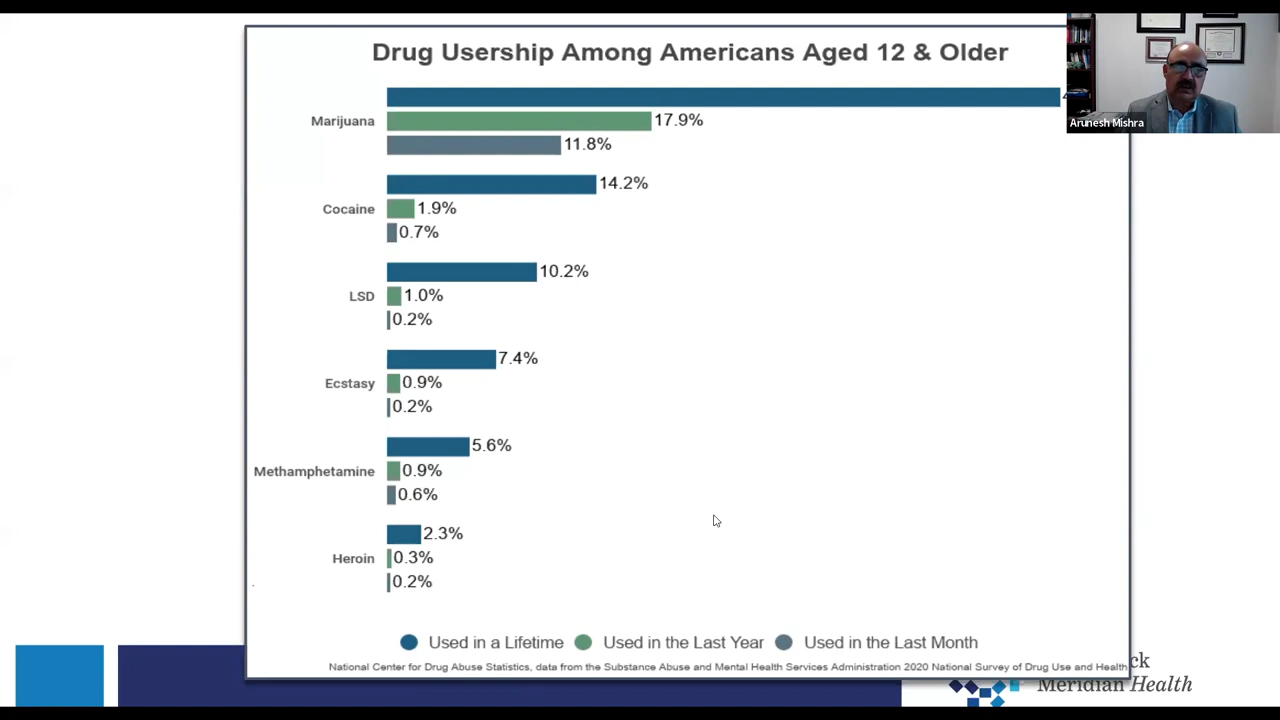 Drug Usership Among Americans Aged 12 & Older
Arunesh Mishra
Marijuana
17.9%
11.8%
Cocaine
14.2%
1.9%
0.7%
LSD
10.2%
1.0%
0.2%
Ecstasy
7.4%
0.9%
0.2%
Methamphetamine
5.6%
0.9%
0.6%
Heroin
2.3%
0.3%
0.2%
Used in a Lifetime Used in the Last Year Used in the Last Month
National Center for Drug Abuse Statistics, data from the Substance Abuse and Mental Health Services Administration 2020 National Survey of Drug Use and Health
ck
Meridian Health